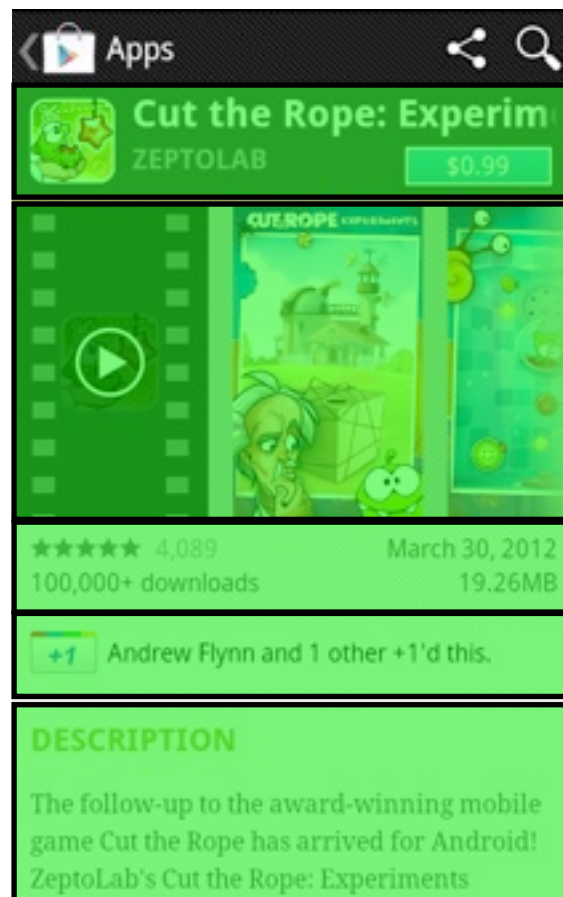 Apps
Cut the Rope: Experim
ZEPTOLAB
$0.99
CUT THE ROPE EXPERIMENTS
★★★★★ 4,089
March 30, 2012
100,000+ downloads
19.26MB
+1 Andrew Flynn and 1 other +1'd this.
DESCRIPTION
The follow-up to the award-winning mobile
game Cut the Rope has arrived for Android!
ZeptoLab's Cut the Rope: Experiments